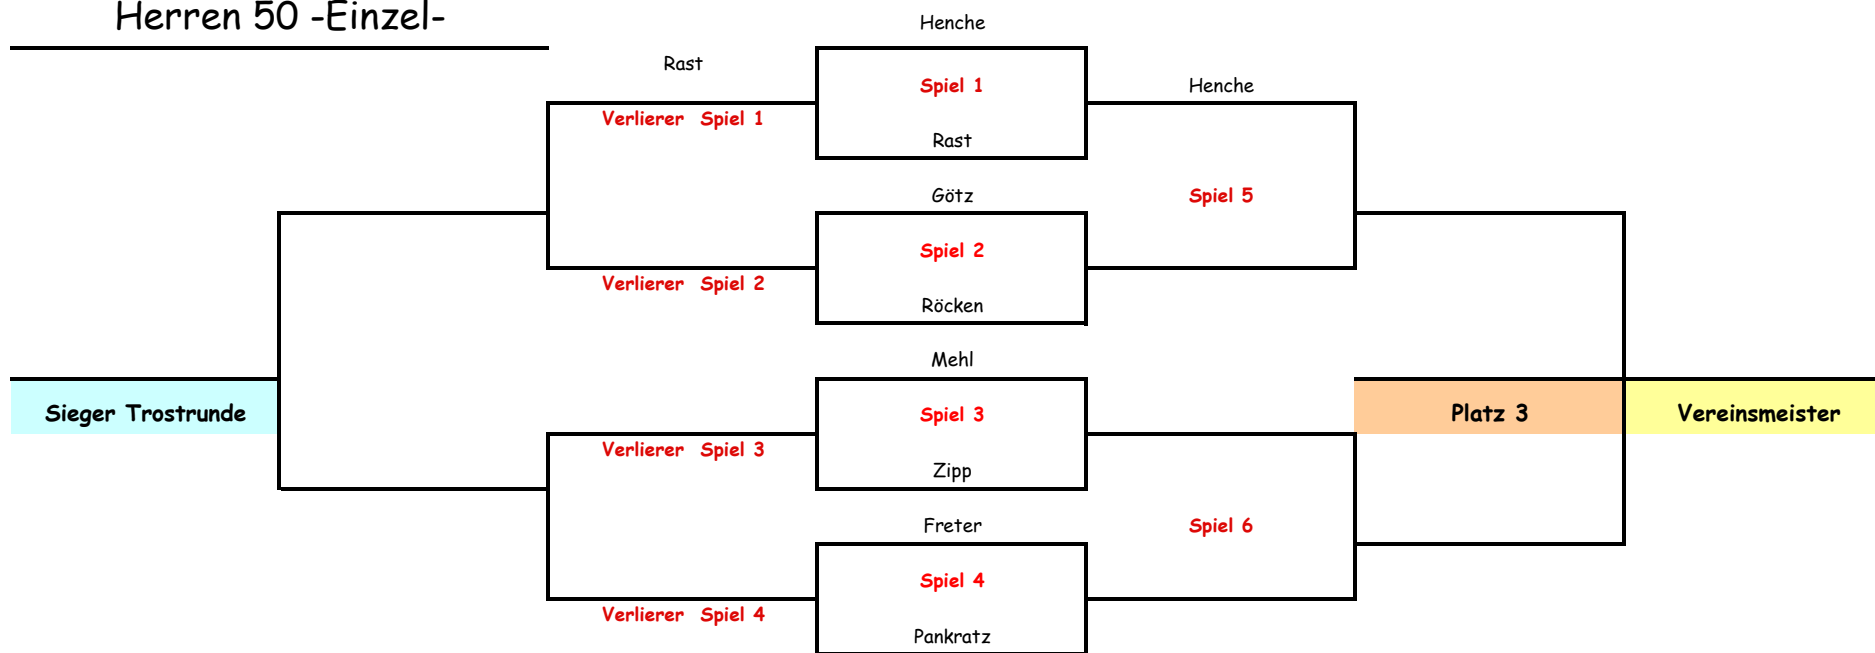 Herren 50 -Einzel-
Henche
Rast
Spiel 1
Henche
Verlierer Spiel 1
Rast
Götz
Spiel 5
Spiel 2
Verlierer Spiel 2
Röcken
Mehl
Sieger Trostrunde
Spiel 3
Platz 3
Vereinsmeister
Verlierer Spiel 3
Zipp
Freter
Spiel 6
Spiel 4
Verlierer Spiel 4
Pankratz